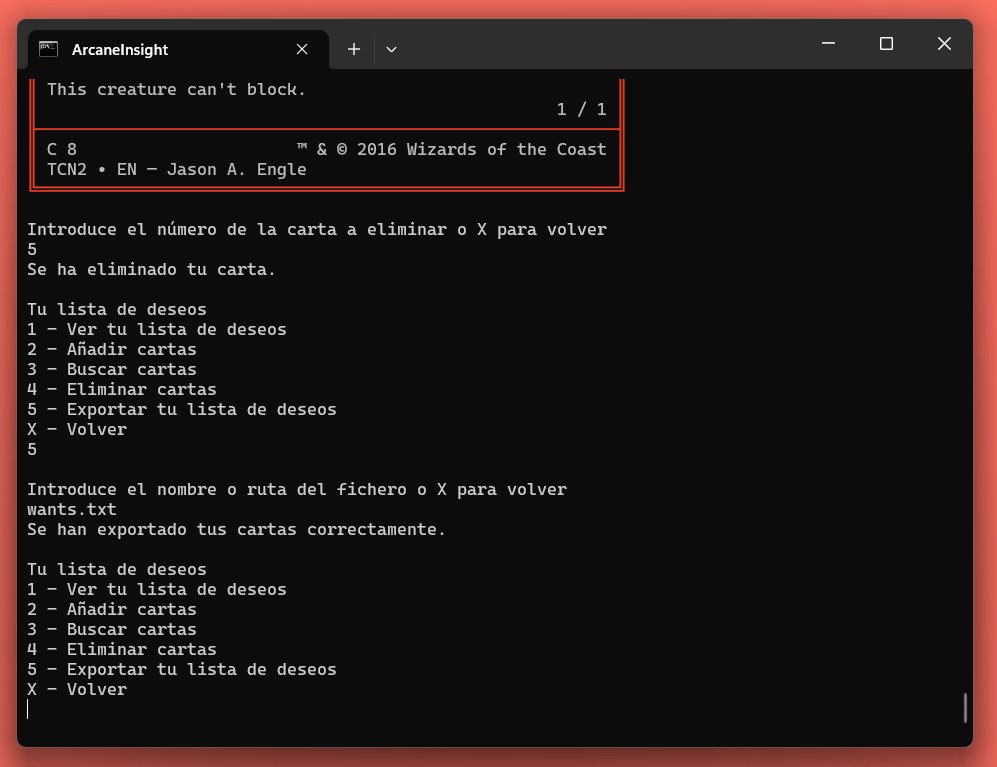 ArcaneInsight
This creature can't block.
1 / 1
C 8 ™ & © 2016 Wizards of the Coast
TCN2 • EN — Jason A. Engle
Introduce el número de la carta a eliminar o X para volver
5
Se ha eliminado tu carta.
Tu lista de deseos
1 — Ver tu lista de deseos
2 — Añadir cartas
3 — Buscar cartas
4 — Eliminar cartas
5 — Exportar tu lista de deseos
X — Volver
5
Introduce el nombre o ruta del fichero o X para volver
wants.txt
Se han exportado tus cartas correctamente.
Tu lista de deseos
1 — Ver tu lista de deseos
2 — Añadir cartas
3 — Buscar cartas
4 — Eliminar cartas
5 — Exportar tu lista de deseos
X — Volver